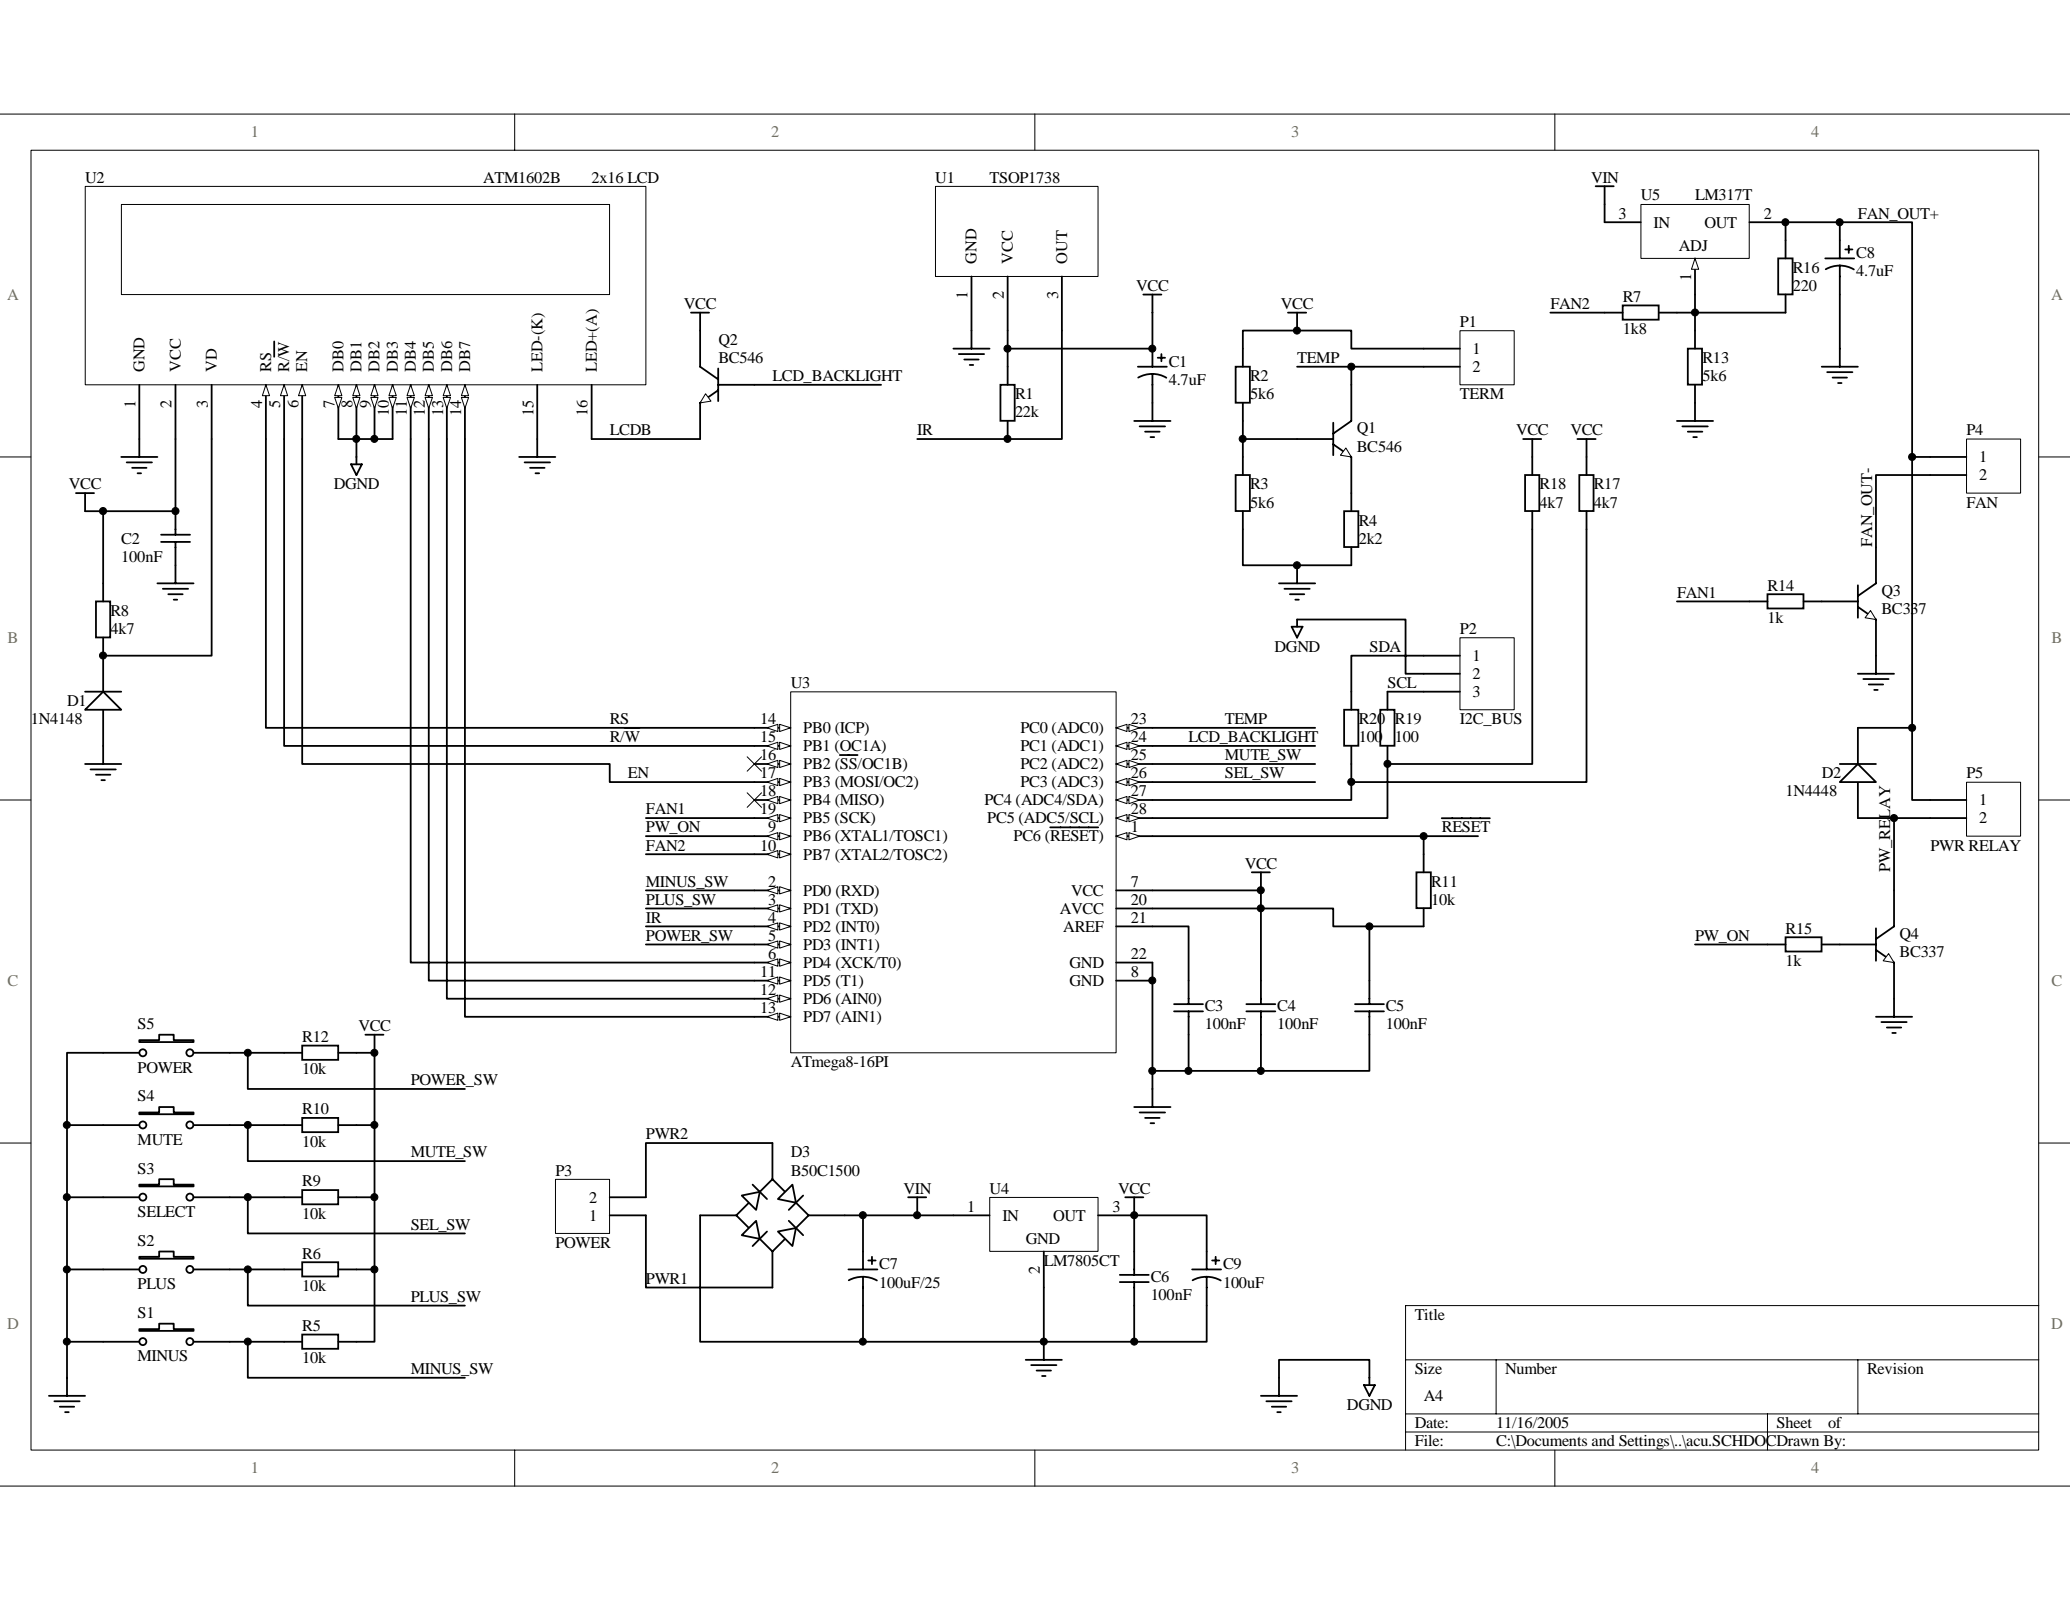 1 2 3 4
A A
B B
C C
D D
U2 ATM1602B 2x16 LCD
GND VCC VD RS R/W EN DB0 DB1 DB2 DB3 DB4 DB5 DB6 DB7 LED-(K) LED+(A)
1 2 3 4 5 6 7 8 9 10 11 12 13 14 15 16
DGND
LCDB
VCC
Q2
BC546
LCD_BACKLIGHT
VCC
C2
100nF
R8
4k7
D1
1N4148
U1 TSOP1738
GND VCC OUT
1 2 3
VCC
C1
4.7uF
R1
22k
IR
VCC
TEMP
P1
1
2
TERM
R2
5k6
Q1
BC546
R3
5k6
R4
2k2
VCC VCC
R18
4k7
R17
4k7
DGND
SDA
SCL
P2
1
2
3
I2C_BUS
R20
100
R19
100
VIN
U5 LM317T
3 IN OUT 2
ADJ
1
FAN_OUT+
C8
4.7uF
R16
220
FAN2 R7
1k8
R13
5k6
P4
1
2
FAN
FAN_OUT-
FAN1 R14
1k
Q3
BC337
D2
1N4448
PW_RELAY
P5
1
2
PWR RELAY
PW_ON R15
1k
Q4
BC337
U3
RS 14 PB0 (ICP)
R/W 15 PB1 (OC1A)
16 PB2 (SS/OC1B)
EN 17 PB3 (MOSI/OC2)
18 PB4 (MISO)
FAN1 19 PB5 (SCK)
PW_ON 9 PB6 (XTAL1/TOSC1)
FAN2 10 PB7 (XTAL2/TOSC2)
MINUS_SW 2 PD0 (RXD)
PLUS_SW 3 PD1 (TXD)
IR 4 PD2 (INT0)
POWER_SW 5 PD3 (INT1)
6 PD4 (XCK/T0)
11 PD5 (T1)
12 PD6 (AIN0)
13 PD7 (AIN1)
ATmega8-16PI
PC0 (ADC0) 23 TEMP
PC1 (ADC1) 24 LCD_BACKLIGHT
PC2 (ADC2) 25 MUTE_SW
PC3 (ADC3) 26 SEL_SW
PC4 (ADC4/SDA) 27
PC5 (ADC5/SCL) 28
PC6 (RESET) 1 RESET
VCC 7
AVCC 20
AREF 21
GND 22
GND 8
VCC
R11
10k
C3
100nF
C4
100nF
C5
100nF
VCC
S5
POWER
R12
10k
POWER_SW
S4
MUTE
R10
10k
MUTE_SW
S3
SELECT
R9
10k
SEL_SW
S2
PLUS
R6
10k
PLUS_SW
S1
MINUS
R5
10k
MINUS_SW
P3
2
1
POWER
PWR2
PWR1
D3
B50C1500
C7
100uF/25
VIN
U4
1 IN OUT 3
GND
2
LM7805CT
VCC
C6
100nF
C9
100uF
DGND
Title
Size Number Revision
A4
Date: 11/16/2005 Sheet of
File: C:\Documents and Settings\..\acu.SCHDOC Drawn By:
1 2 3 4